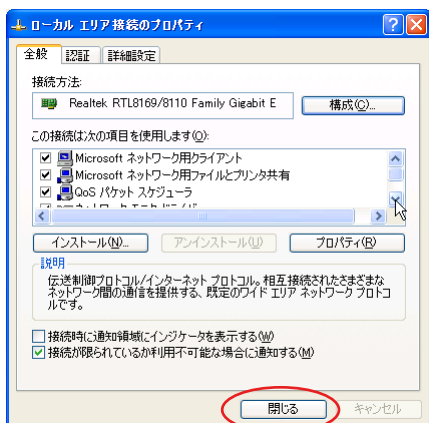 ローカル エリア接続のプロパティ
全般 認証 詳細設定
接続方法:
Realtek RTL8169/8110 Family Gigabit E 構成(C)...
この接続は次の項目を使用します(O):
Microsoft ネットワーク用クライアント
Microsoft ネットワーク用ファイルとプリンタ共有
QoS パケット スケジューラ
インストール(N)... アンインストール(U) プロパティ(R)
説明
伝送制御プロトコル/インターネット プロトコル。相互接続されたさまざまな
ネットワーク間の通信を提供する、既定のワイド エリア ネットワーク プロトコ
ルです。
接続時に通知領域にインジケータを表示する(W)
接続が限られているか利用不可能な場合に通知する(M)
閉じる キャンセル